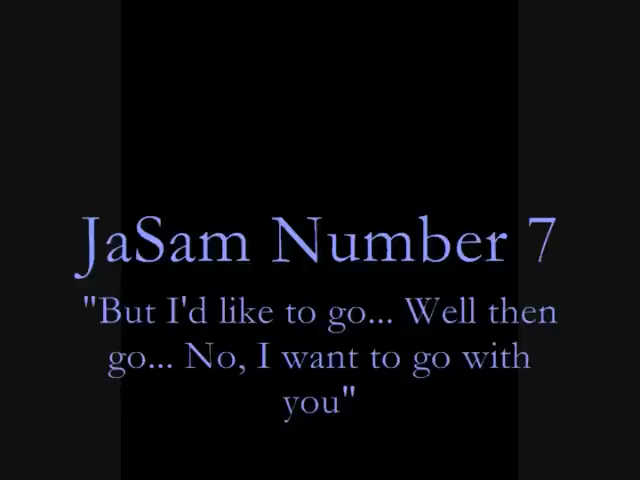 JaSam Number 7
"But I'd like to go... Well then
go... No, I want to go with
you"